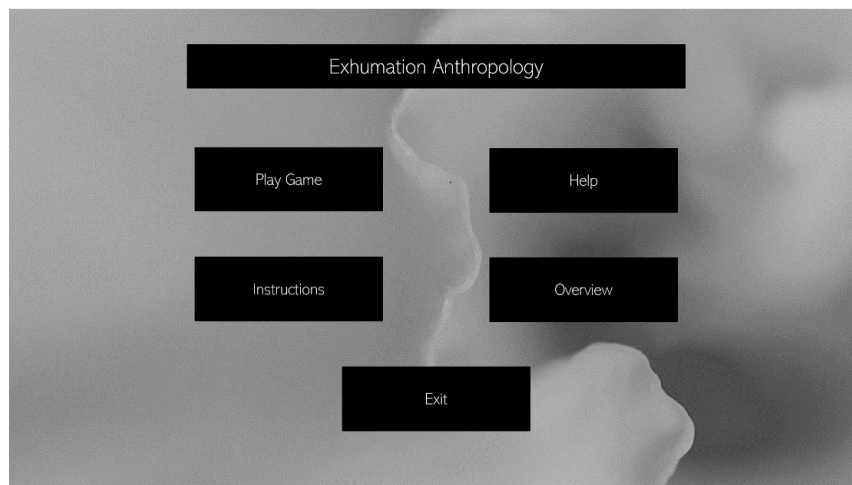 Exhumation Anthropology
Play Game
Help
Instructions
Overview
Exit